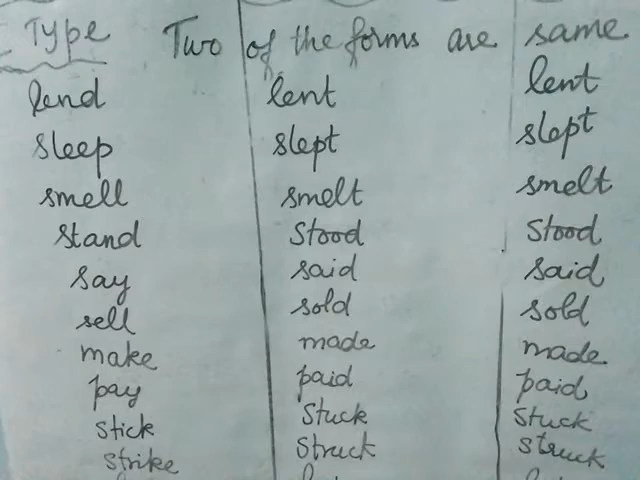 Type Two of the forms are same
lend lent lent
sleep slept slept
smell smelt smelt
stand stood stood
say said said
sell sold sold
make made made
pay paid paid
stick stuck stuck
strike struck struck